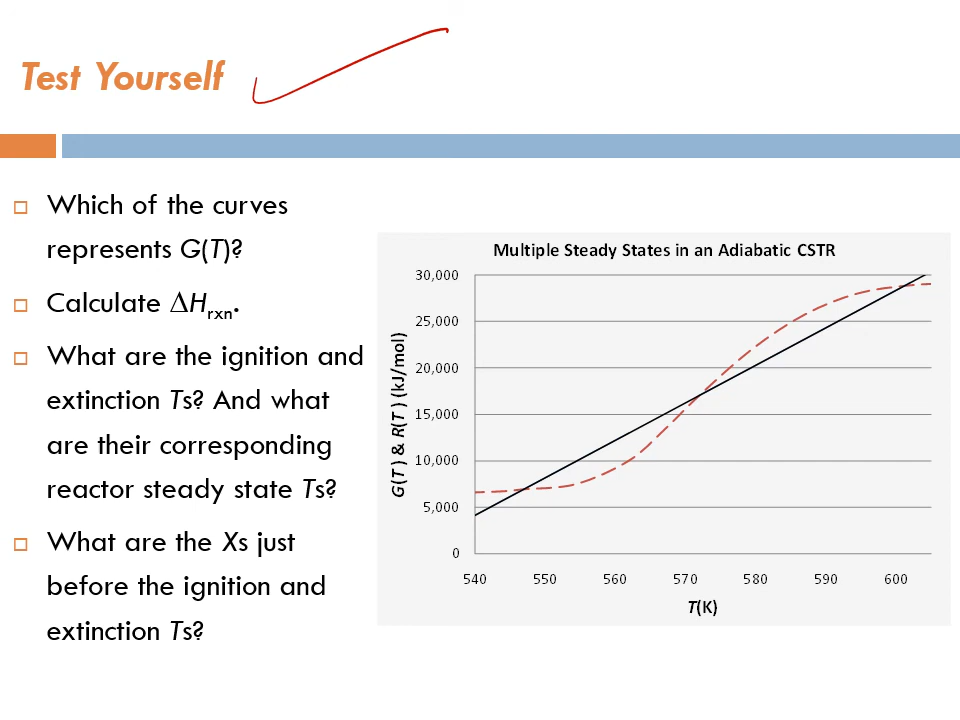 Test Yourself
Which of the curves
represents G(T)?
Calculate ∆Hrxn.
What are the ignition and
extinction Ts? And what
are their corresponding
reactor steady state Ts?
What are the Xs just
before the ignition and
extinction Ts?
Multiple Steady States in an Adiabatic CSTR
G(T ) & R(T ) (kJ/mol)
30,000
25,000
20,000
15,000
10,000
5,000
0
540 550 560 570 580 590 600
T(K)